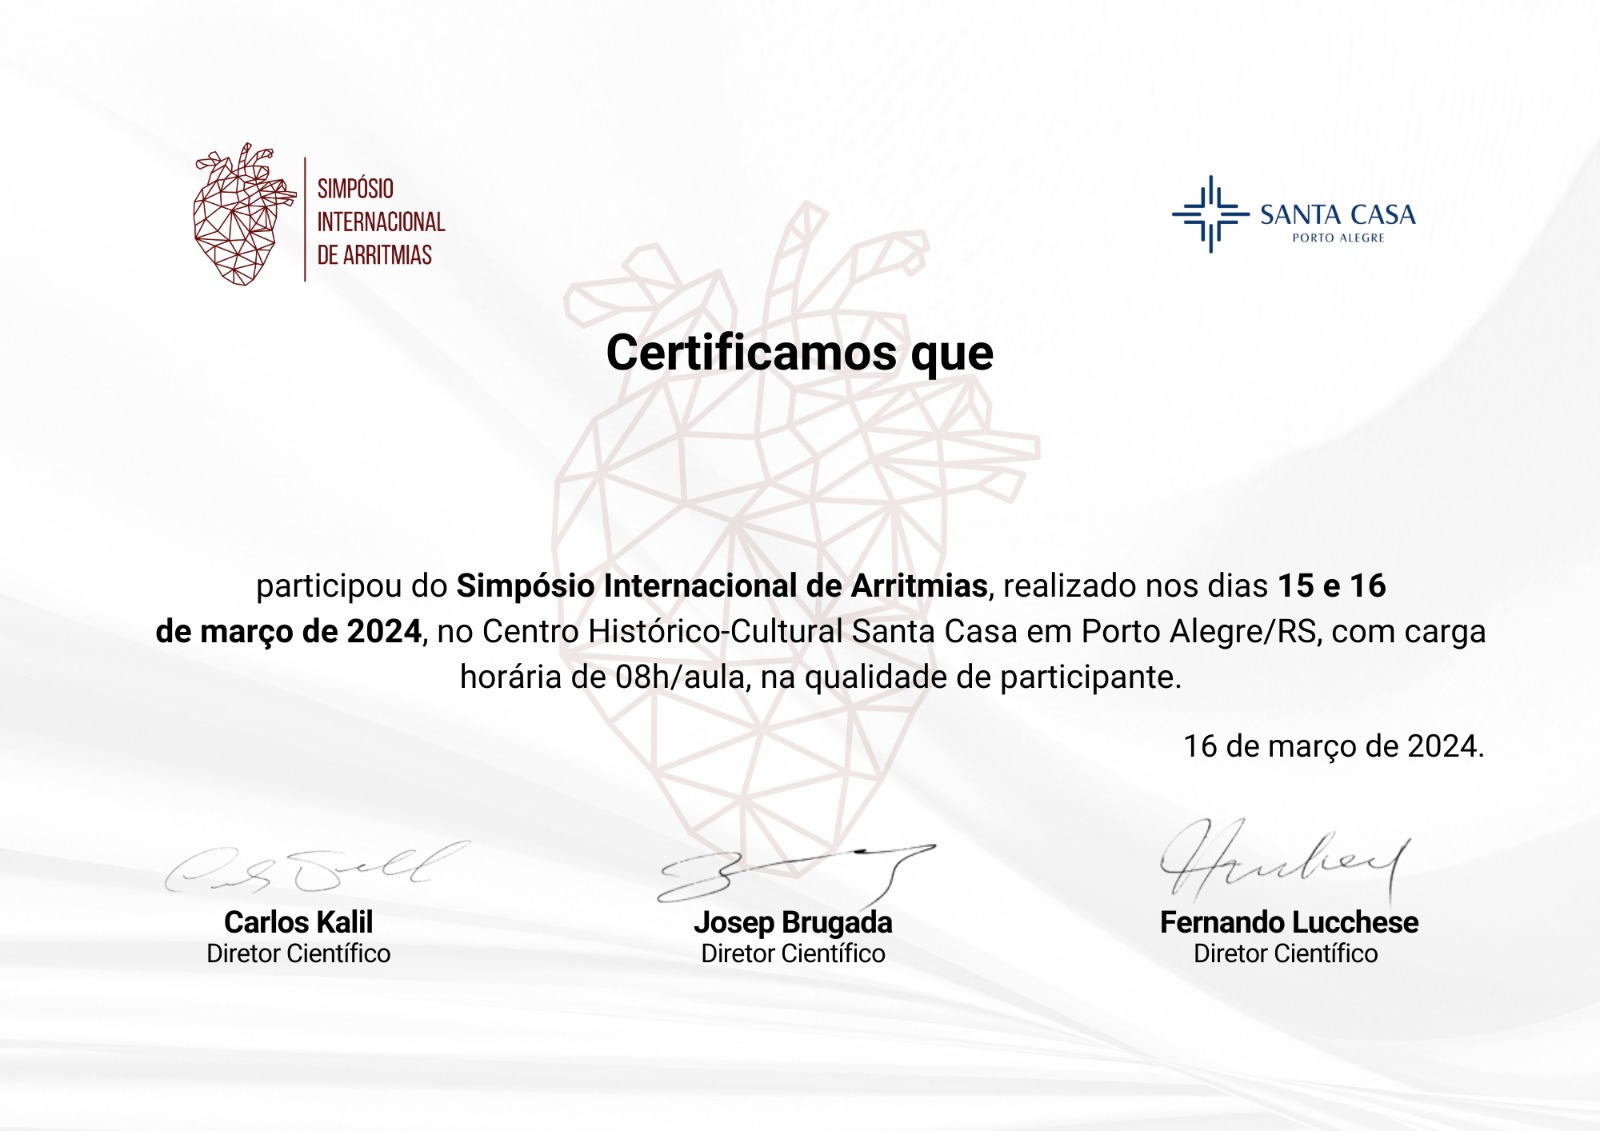 SIMPÓSIO
INTERNACIONAL
DE ARRITMIAS
SANTA CASA
PORTO ALEGRE
Certificamos que
participou do Simpósio Internacional de Arritmias, realizado nos dias 15 e 16
de março de 2024, no Centro Histórico-Cultural Santa Casa em Porto Alegre/RS, com carga
horária de 08h/aula, na qualidade de participante.
16 de março de 2024.
Carlos Kalil
Diretor Científico
Josep Brugada
Diretor Científico
Fernando Lucchese
Diretor Científico